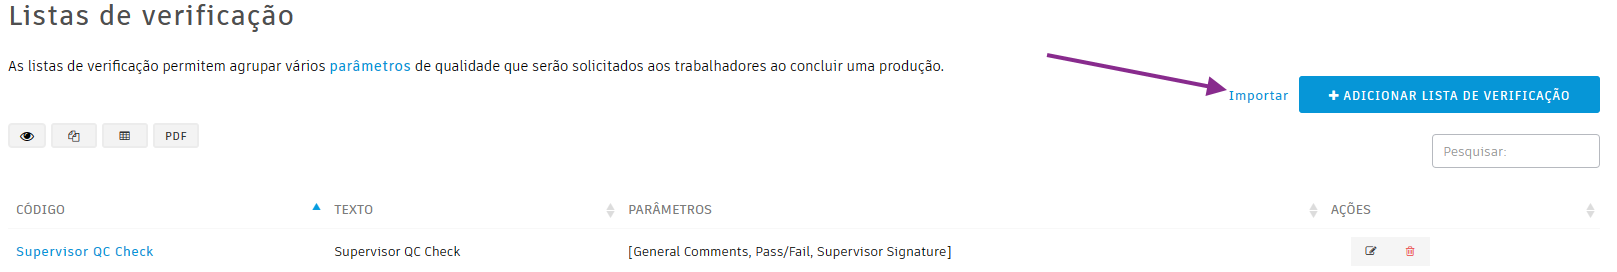 Listas de verificação
As listas de verificação permitem agrupar vários parâmetros de qualidade que serão solicitados aos trabalhadores ao concluir uma produção.
Importar
ADICIONAR LISTA DE VERIFICAÇÃO
PDF
Pesquisar:
CÓDIGO TEXTO PARÂMETROS AÇÕES
Supervisor QC Check Supervisor QC Check [General Comments, Pass/Fail, Supervisor Signature]